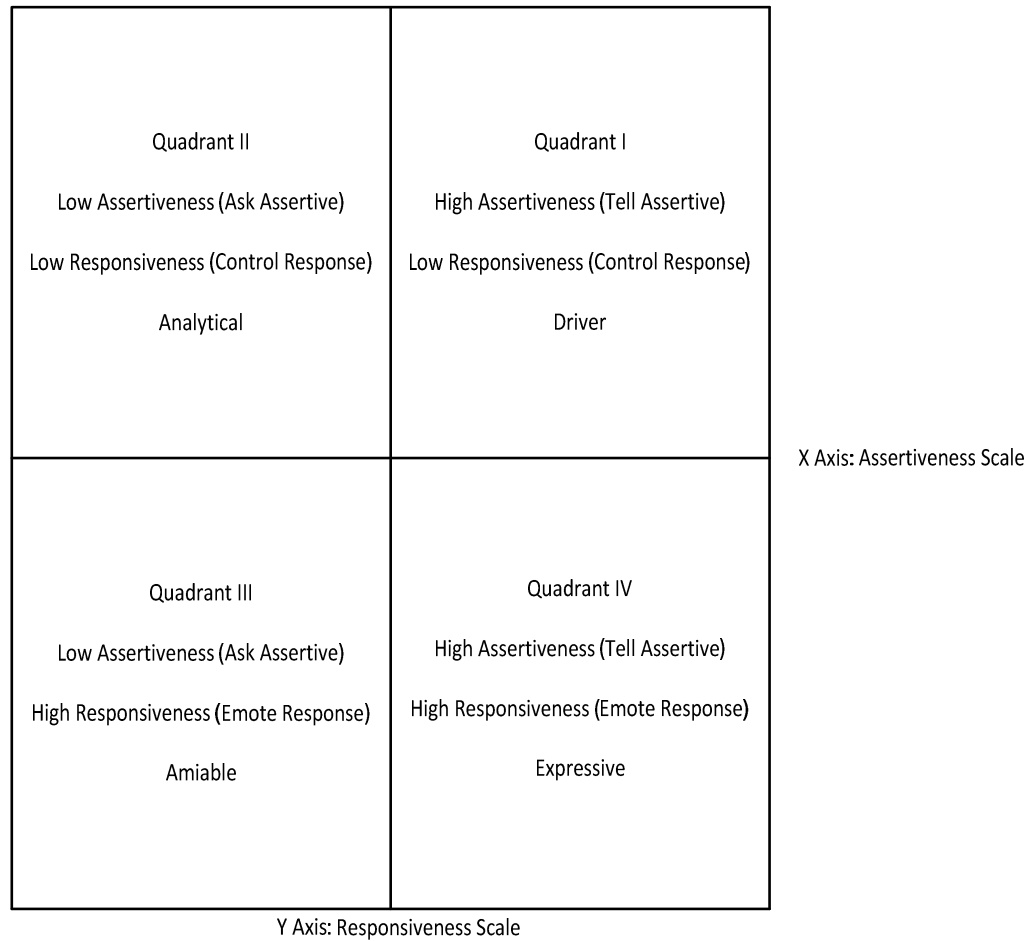 Quadrant II
Low Assertiveness (Ask Assertive)
Low Responsiveness (Control Response)
Analytical
Quadrant I
High Assertiveness (Tell Assertive)
Low Responsiveness (Control Response)
Driver
X Axis: Assertiveness Scale
Quadrant III
Low Assertiveness (Ask Assertive)
High Responsiveness (Emote Response)
Amiable
Quadrant IV
High Assertiveness (Tell Assertive)
High Responsiveness (Emote Response)
Expressive
Y Axis: Responsiveness Scale